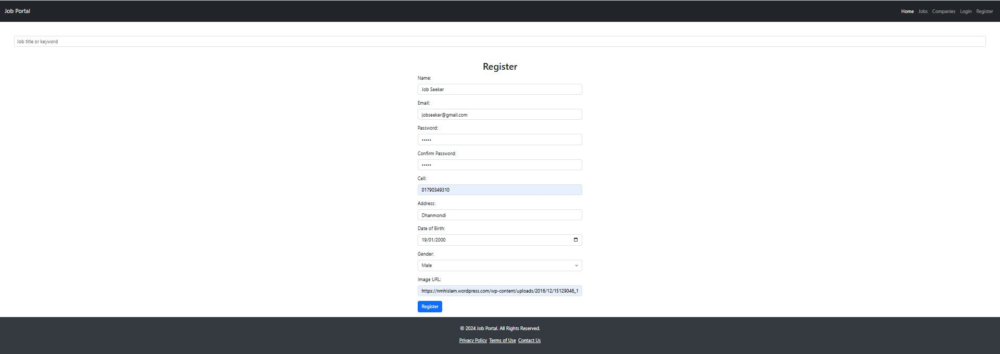 Job Portal
Home Jobs Companies Login Register
Job title or keyword
Register
Name:
Job Seeker
Email:
jobseeker@gmail.com
Password:
•••••
Confirm Password:
•••••
Cell:
01790349310
Address:
Dhanmondi
Date of Birth:
19/01/2000
Gender:
Male
Image URL:
https://nmhislam.wordpress.com/wp-content/uploads/2016/12/15129046_1
Register
© 2024 Job Portal. All Rights Reserved.
Privacy Policy Terms of Use Contact Us